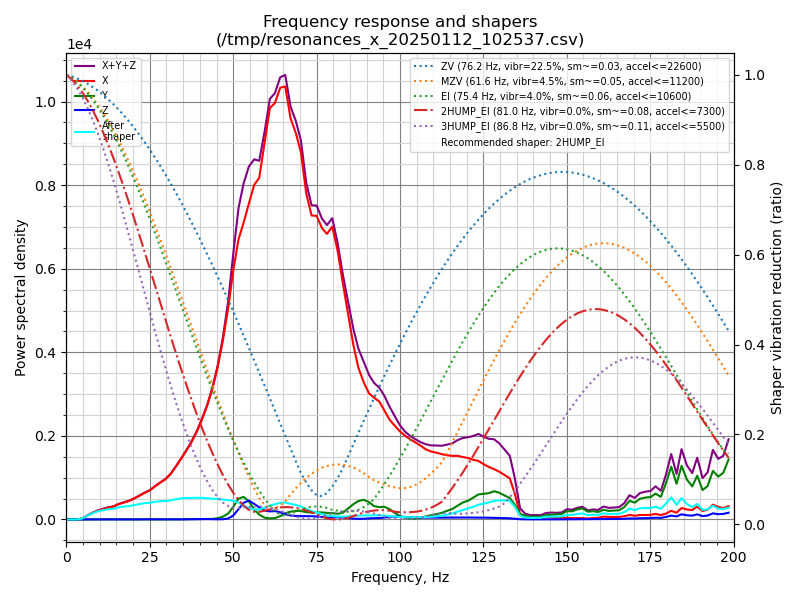 Frequency response and shapers
(/tmp/resonances_x_20250112_102537.csv)
1e4
X+Y+Z
X
Y
Z
After
shaper
ZV (76.2 Hz, vibr=22.5%, sm~=0.03, accel<=22600)
MZV (61.6 Hz, vibr=4.5%, sm~=0.05, accel<=11200)
EI (75.4 Hz, vibr=4.0%, sm~=0.06, accel<=10600)
2HUMP_EI (81.0 Hz, vibr=0.0%, sm~=0.08, accel<=7300)
3HUMP_EI (86.8 Hz, vibr=0.0%, sm~=0.11, accel<=5500)
Recommended shaper: 2HUMP_EI
Power spectral density
1.0
0.8
0.6
0.4
0.2
0.0
1.0
0.8
0.6
0.4
0.2
0.0
Shaper vibration reduction (ratio)
0 25 50 75 100 125 150 175 200
Frequency, Hz